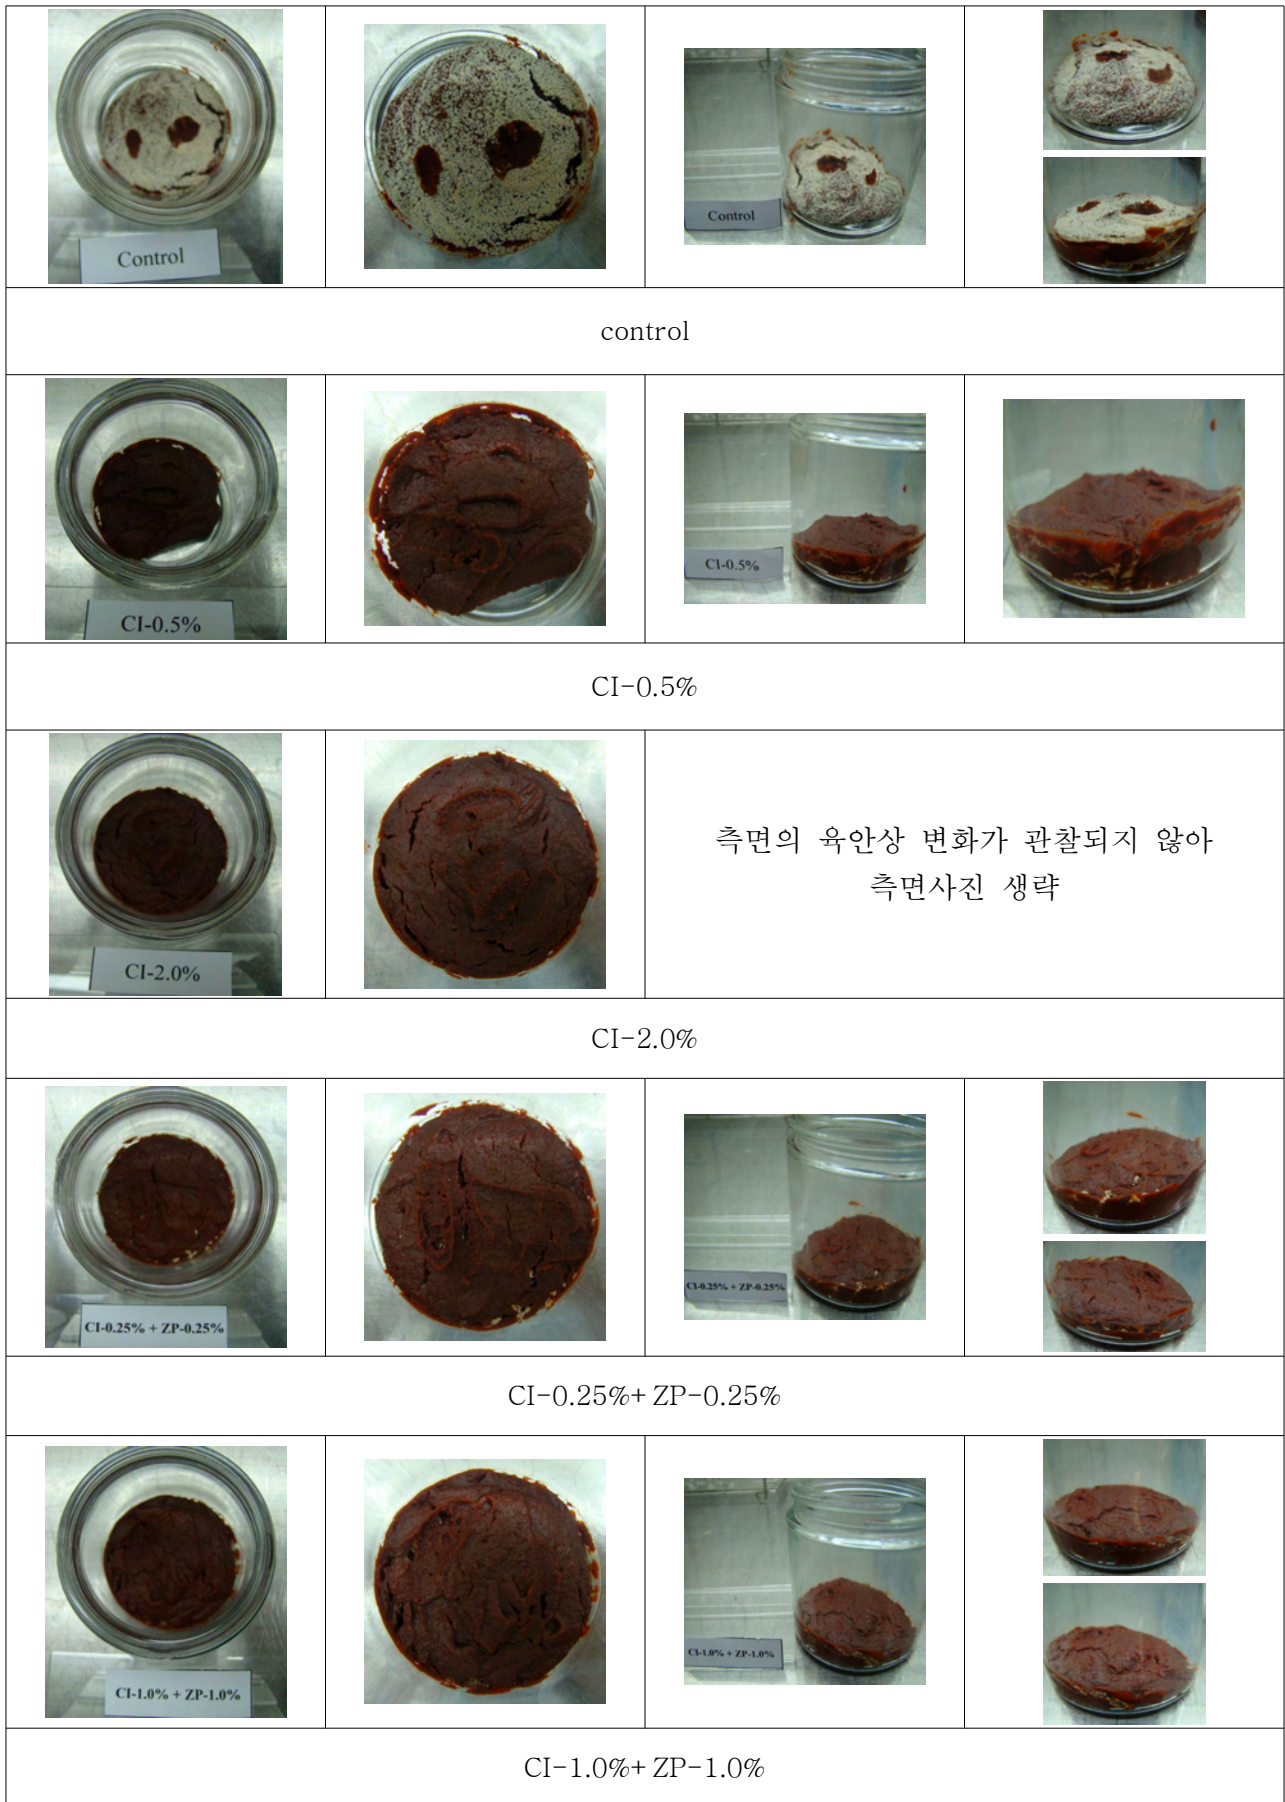 Control
Control
control
CI-0.5%
CI-0.5%
CI-0.5%
측면의 육안상 변화가 관찰되지 않아
측면사진 생략
CI-2.0%
CI-2.0%
CI-0.25% + ZP-0.25%
CI-0.25% + ZP-0.25%
CI-0.25%+ ZP-0.25%
CI-1.0% + ZP-1.0%
CI-1.0% + ZP-1.0%
CI-1.0%+ ZP-1.0%